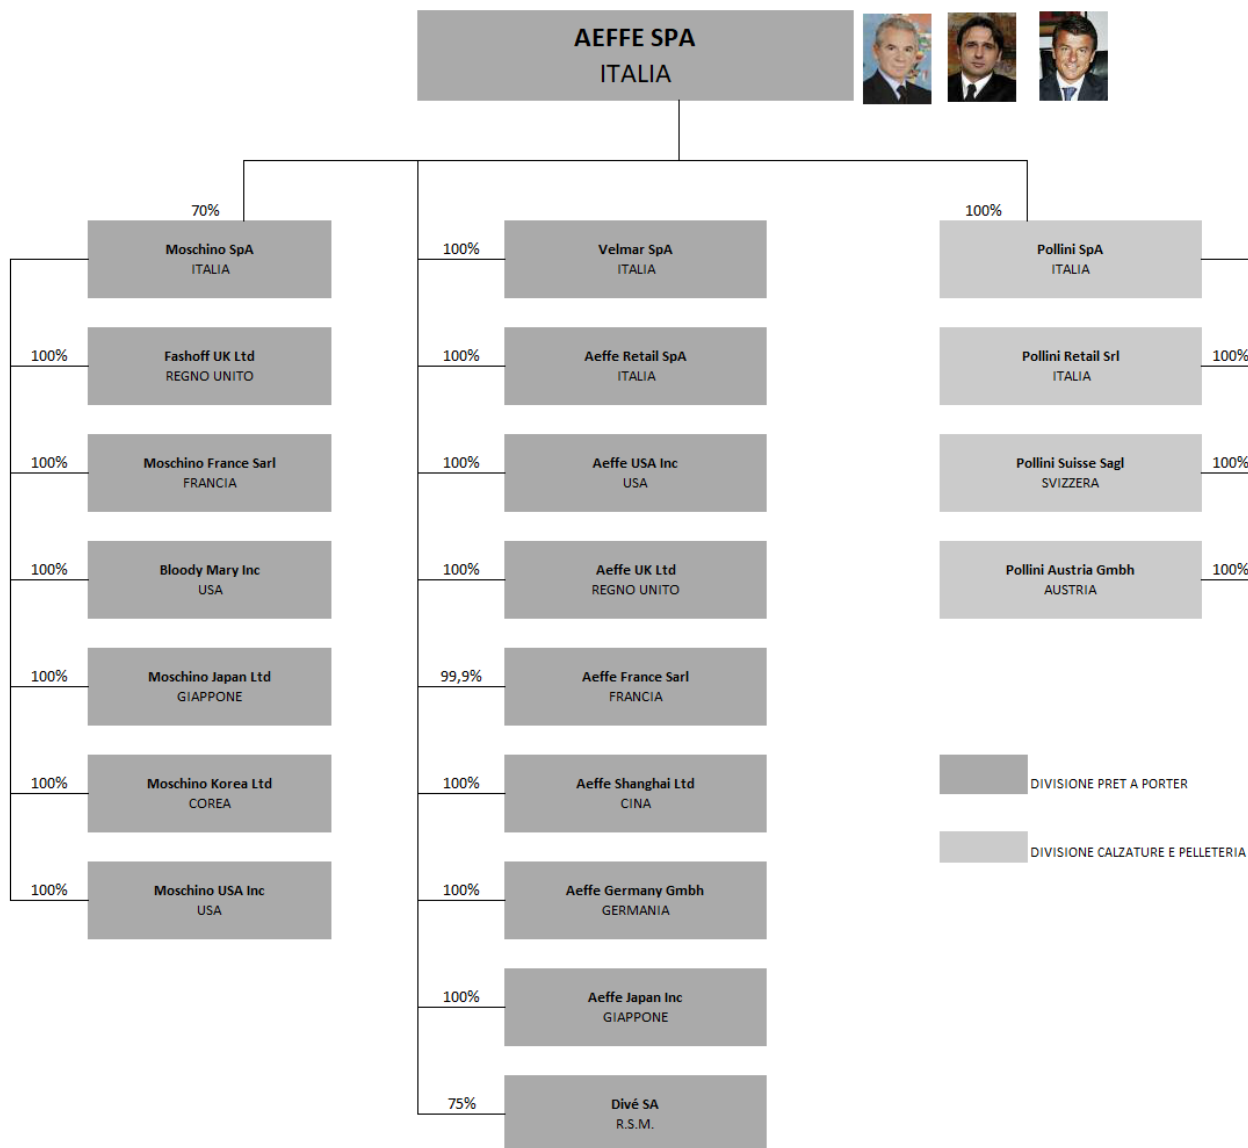 AEFFE SPA
ITALIA
70%
Moschino SpA
ITALIA
100%
Fashoff UK Ltd
REGNO UNITO
100%
Moschino France Sarl
FRANCIA
100%
Bloody Mary Inc
USA
100%
Moschino Japan Ltd
GIAPPONE
100%
Moschino Korea Ltd
COREA
100%
Moschino USA Inc
USA
100%
Velmar SpA
ITALIA
100%
Aeffe Retail SpA
ITALIA
100%
Aeffe USA Inc
USA
100%
Aeffe UK Ltd
REGNO UNITO
99,9%
Aeffe France Sarl
FRANCIA
100%
Aeffe Shanghai Ltd
CINA
100%
Aeffe Germany Gmbh
GERMANIA
100%
Aeffe Japan Inc
GIAPPONE
75%
Divé SA
R.S.M.
100%
Pollini SpA
ITALIA
Pollini Retail Srl
ITALIA
100%
Pollini Suisse Sagl
SVIZZERA
100%
Pollini Austria Gmbh
AUSTRIA
100%
DIVISIONE PRET A PORTER
DIVISIONE CALZATURE E PELLETERIA